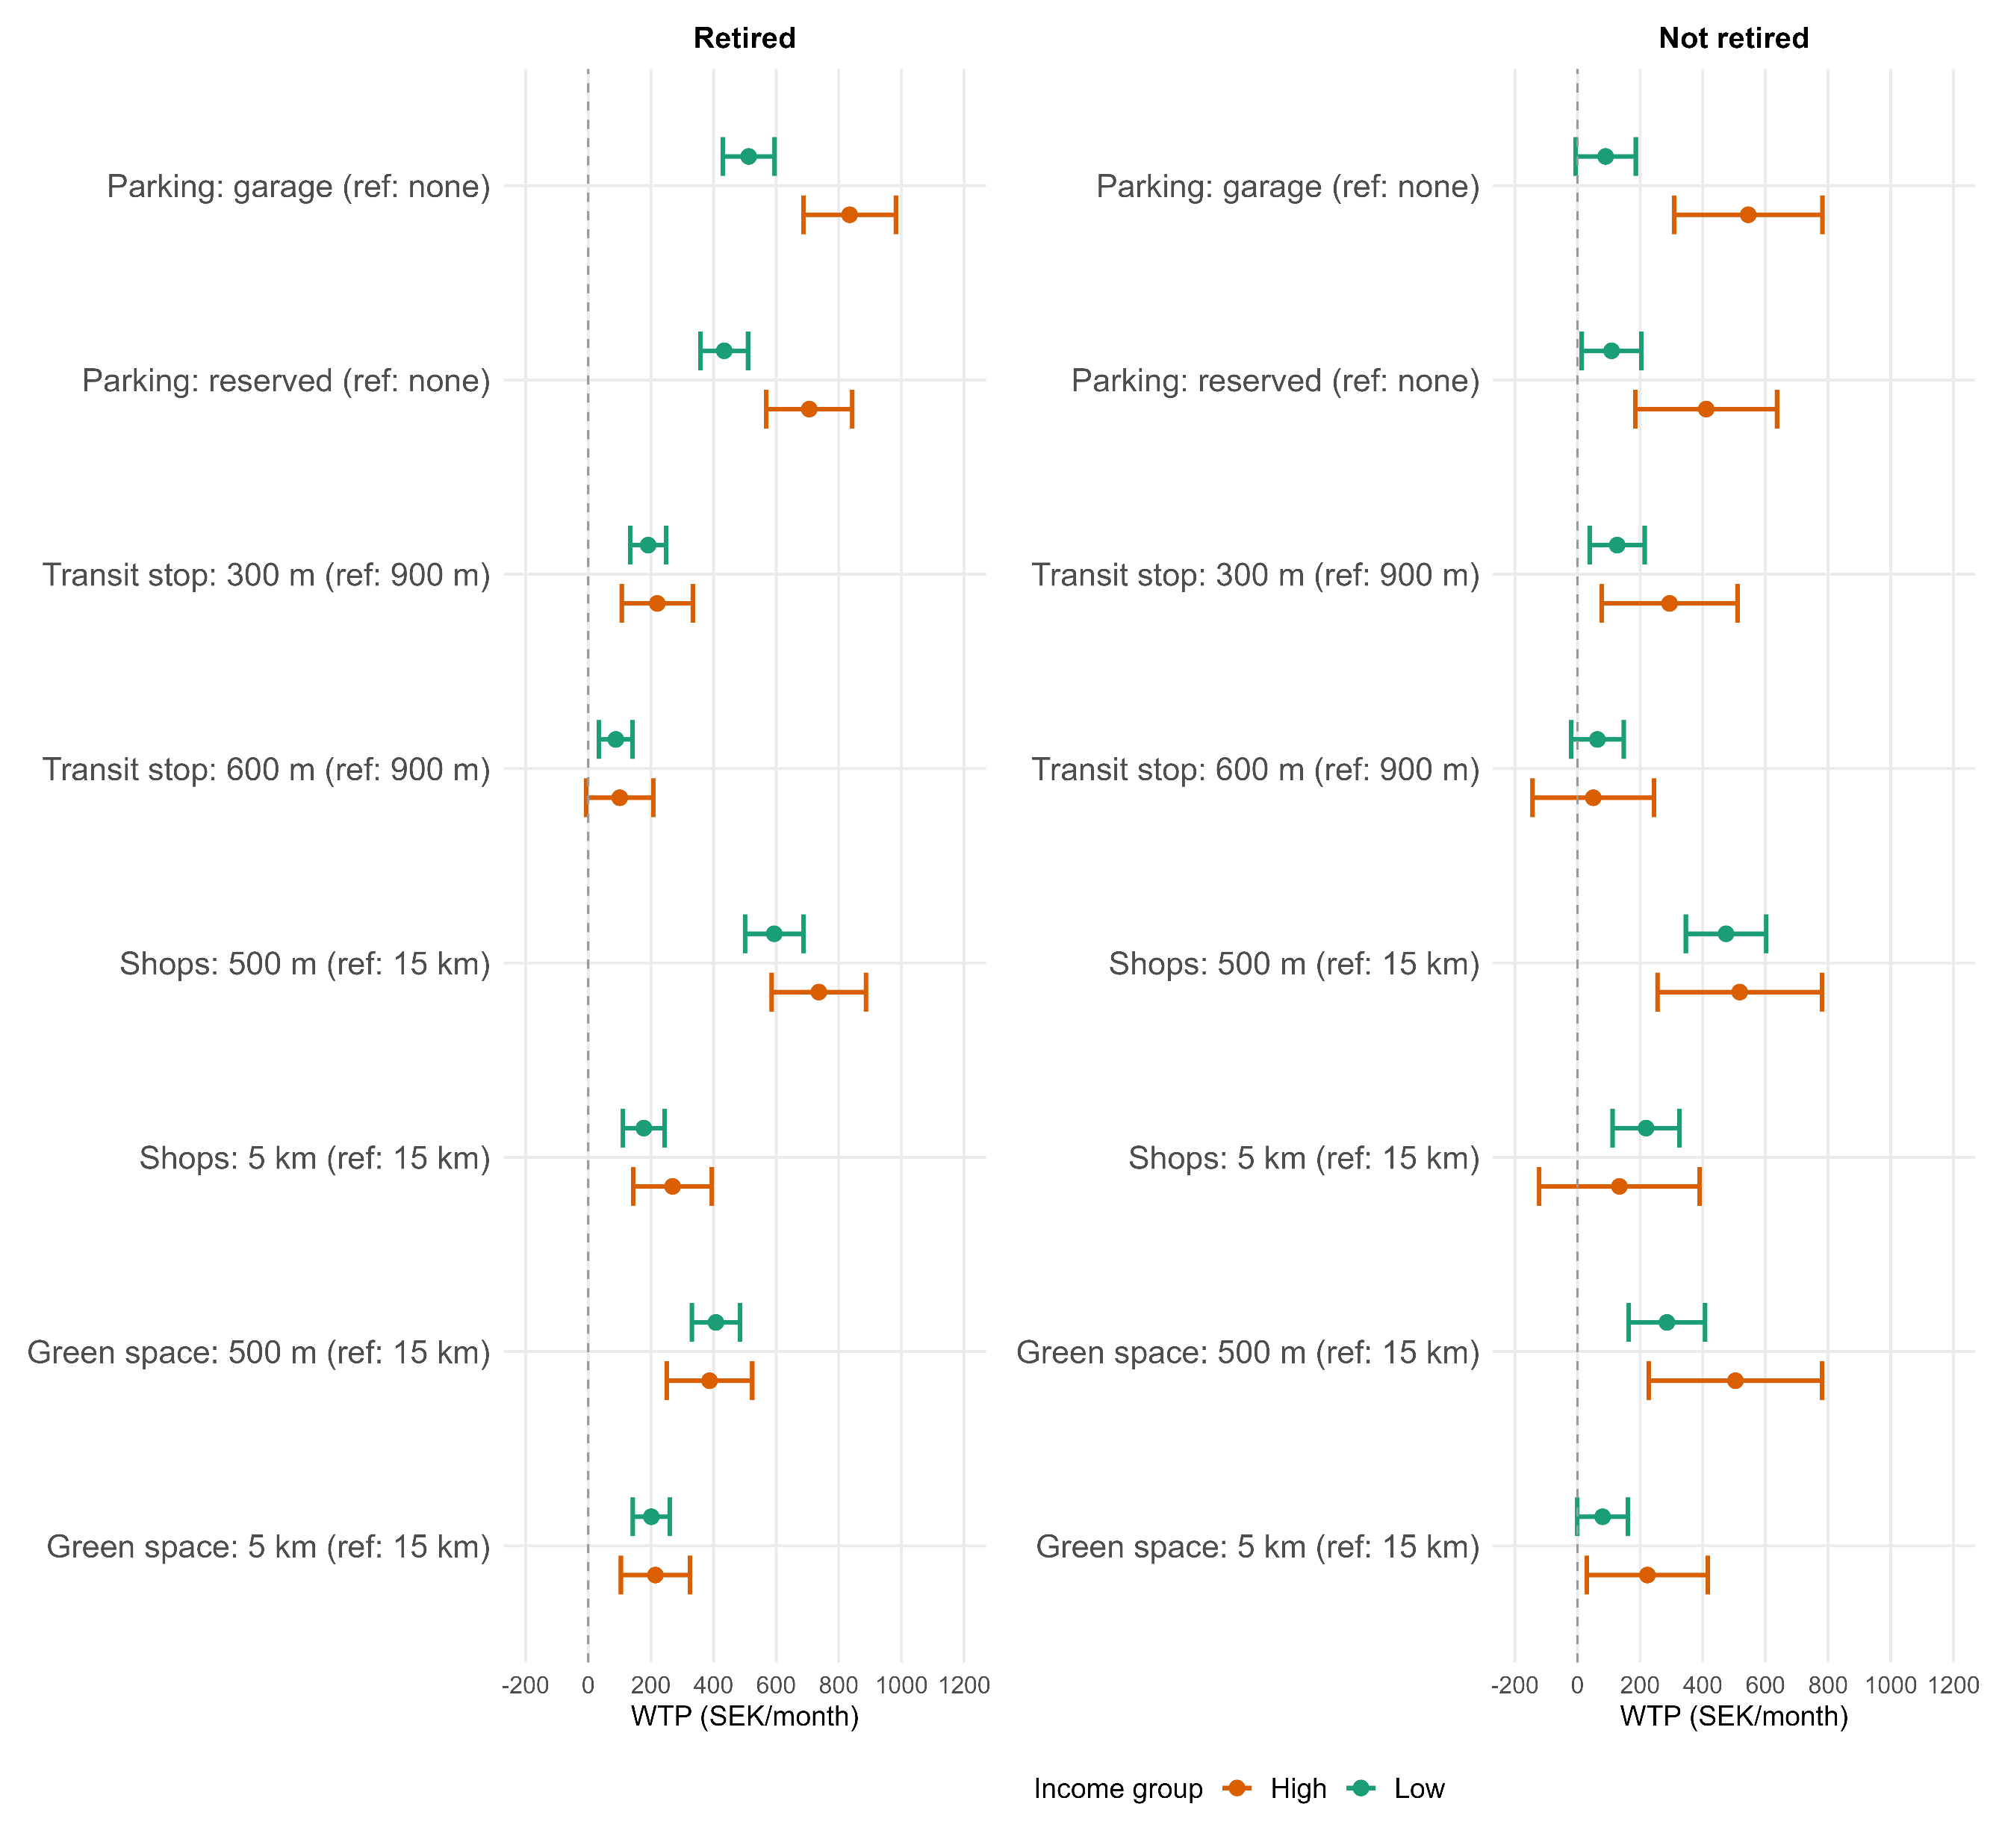 Retired
Parking: garage (ref: none)
Parking: reserved (ref: none)
Transit stop: 300 m (ref: 900 m)
Transit stop: 600 m (ref: 900 m)
Shops: 500 m (ref: 15 km)
Shops: 5 km (ref: 15 km)
Green space: 500 m (ref: 15 km)
Green space: 5 km (ref: 15 km)
-200 0 200 400 600 800 1000 1200
WTP (SEK/month)
Not retired
Parking: garage (ref: none)
Parking: reserved (ref: none)
Transit stop: 300 m (ref: 900 m)
Transit stop: 600 m (ref: 900 m)
Shops: 500 m (ref: 15 km)
Shops: 5 km (ref: 15 km)
Green space: 500 m (ref: 15 km)
Green space: 5 km (ref: 15 km)
-200 0 200 400 600 800 1000 1200
WTP (SEK/month)
Income group High Low